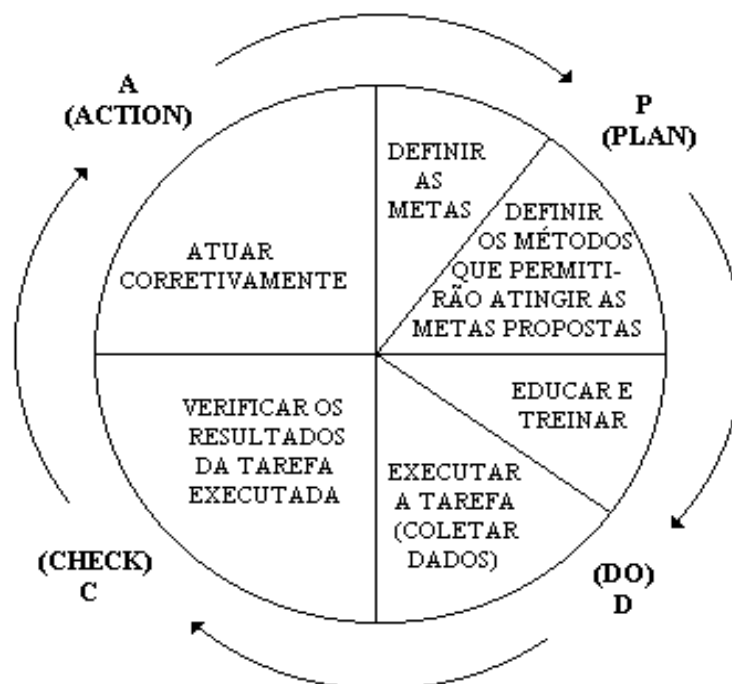 A
(ACTION)
P
(PLAN)
DEFINIR
AS
METAS
DEFINIR
OS MÉTODOS
QUE PERMITI-
RÃO ATINGIR AS
METAS PROPOSTAS
EDUCAR E
TREINAR
EXECUTAR
A TAREFA
(COLETAR
DADOS)
(DO)
D
VERIFICAR OS
RESULTADOS
DA TAREFA
EXECUTADA
(CHECK)
C
ATUAR
CORRETIVAMENTE